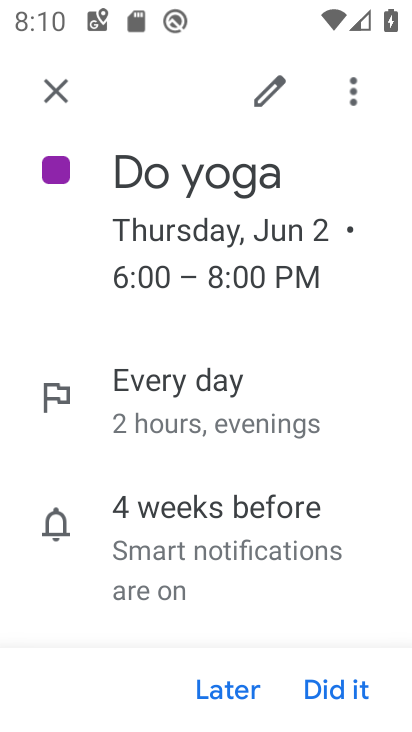 8:10
Do yoga
Thursday, Jun 2 •
6:00 – 8:00 PM
Every day
2 hours, evenings
4 weeks before
Smart notifications
are on
Later Did it